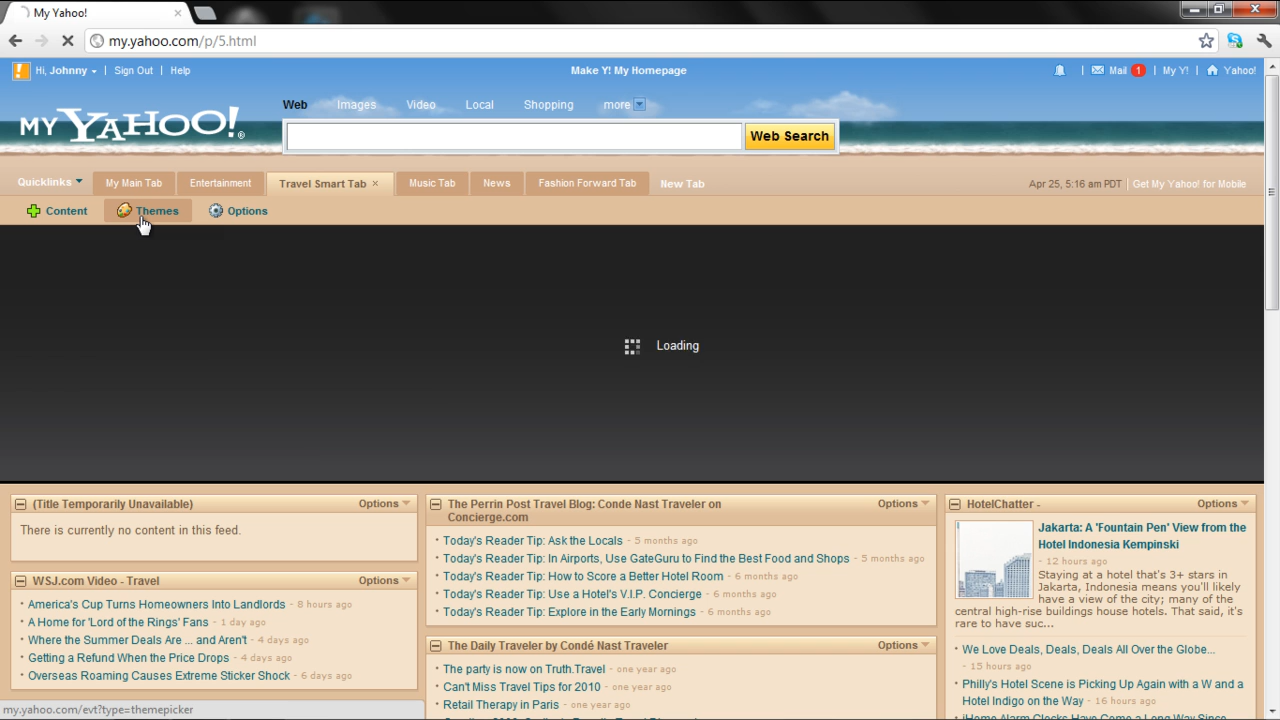 My Yahoo!
my.yahoo.com/p/5.html
Hi, Johnny | Sign Out | Help
Make Y! My Homepage
| Mail 1 | My Y! | Yahoo!
MY YAHOO!®
Web Images Video Local Shopping more
Web Search
Quicklinks My Main Tab Entertainment Travel Smart Tab × Music Tab News Fashion Forward Tab New Tab
Apr 25, 5:16 am PDT | Get My Yahoo! for Mobile
Content Themes Options
Loading
(Title Temporarily Unavailable) Options
There is currently no content in this feed.
WSJ.com Video - Travel Options
• America's Cup Turns Homeowners Into Landlords - 8 hours ago
• A Home for 'Lord of the Rings' Fans - 1 day ago
• Where the Summer Deals Are ... and Aren't - 4 days ago
• Getting a Refund When the Price Drops - 4 days ago
• Overseas Roaming Causes Extreme Sticker Shock - 6 days ago
The Perrin Post Travel Blog: Conde Nast Traveler on Options
Concierge.com
• Today's Reader Tip: Ask the Locals - 5 months ago
• Today's Reader Tip: In Airports, Use GateGuru to Find the Best Food and Shops - 5 months ago
• Today's Reader Tip: How to Score a Better Hotel Room - 6 months ago
• Today's Reader Tip: Use a Hotel's V.I.P. Concierge - 6 months ago
• Today's Reader Tip: Explore in the Early Mornings - 6 months ago
The Daily Traveler by Condé Nast Traveler Options
• The party is now on Truth.Travel - one year ago
• Can't Miss Travel Tips for 2010 - one year ago
• Retail Therapy in Paris - one year ago
HotelChatter - Options
Jakarta: A 'Fountain Pen' View from the
Hotel Indonesia Kempinski
- 12 hours ago
Staying at a hotel that's 3+ stars in
Jakarta, Indonesia means you'll likely
have a view of the city; many of the
central high-rise buildings house hotels. That said, it's
rare to have suc...
• We Love Deals, Deals, Deals All Over the Globe...
- 15 hours ago
• Philly's Hotel Scene is Picking Up Again with a W and a
Hotel Indigo on the Way - 16 hours ago
• iHome Alarm Clocks Have Come a Long Way Since
my.yahoo.com/evt?type=themepicker